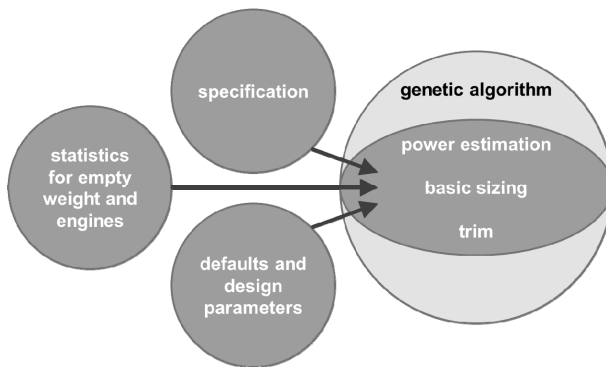 specification
statistics
for empty
weight and
engines
defaults and
design
parameters
genetic algorithm
power estimation
basic sizing
trim